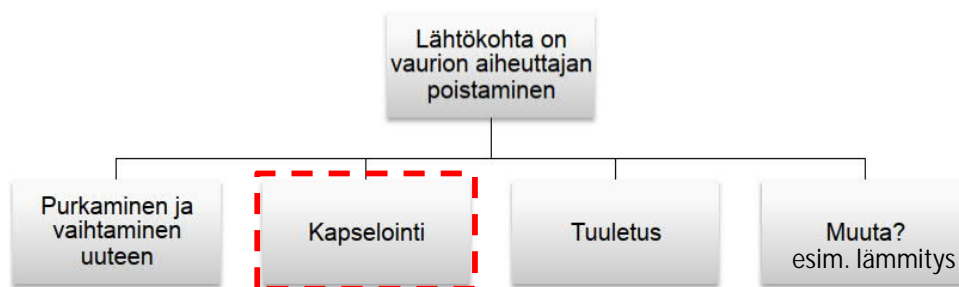 Lähtökohta on
vaurion aiheuttajan
poistaminen
Purkaminen ja
vaihtaminen
uuteen
Kapselointi
Tuuletus
Muuta?
esim. lämmitys